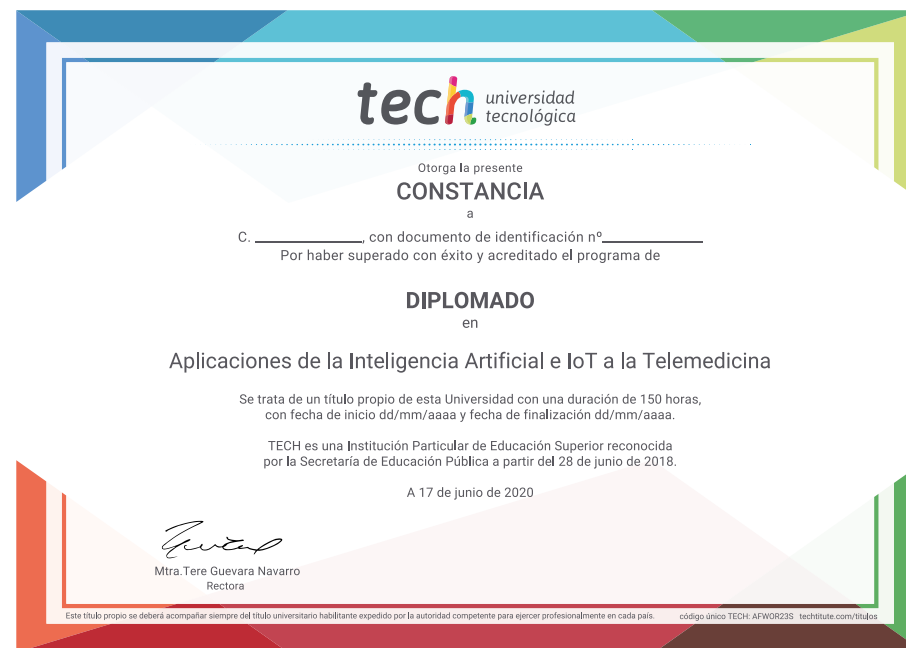 tech universidad
tecnológica
Otorga la presente
CONSTANCIA
a
C. ____________, con documento de identificación nº____________
Por haber superado con éxito y acreditado el programa de
DIPLOMADO
en
Aplicaciones de la Inteligencia Artificial e IoT a la Telemedicina
Se trata de un título propio de esta Universidad con una duración de 150 horas,
con fecha de inicio dd/mm/aaaa y fecha de finalización dd/mm/aaaa.
TECH es una Institución Particular de Educación Superior reconocida
por la Secretaría de Educación Pública a partir del 28 de junio de 2018.
A 17 de junio de 2020
Mtra.Tere Guevara Navarro
Rectora
Este título propio se deberá acompañar siempre del título universitario habilitante expedido por la autoridad competente para ejercer profesionalmente en cada país. código único TECH: AFWOR23S techtitute.com/titulos